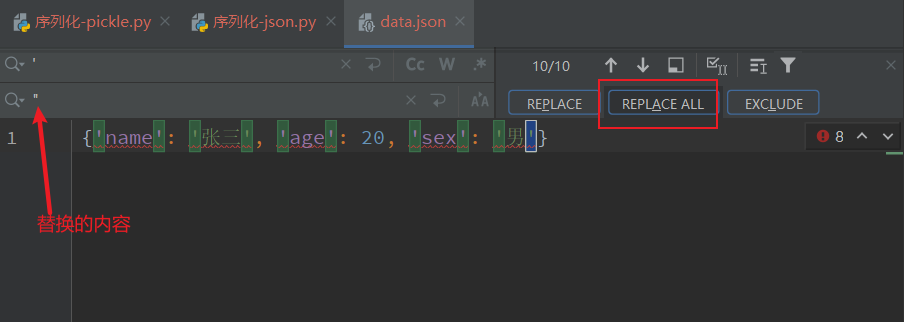 序列化-pickle.py 序列化-json.py data.json
' Cc W .* 10/10
" AA REPLACE REPLACE ALL EXCLUDE
1 {'name': '张三', 'age': 20, 'sex': '男'} 8
替换的内容